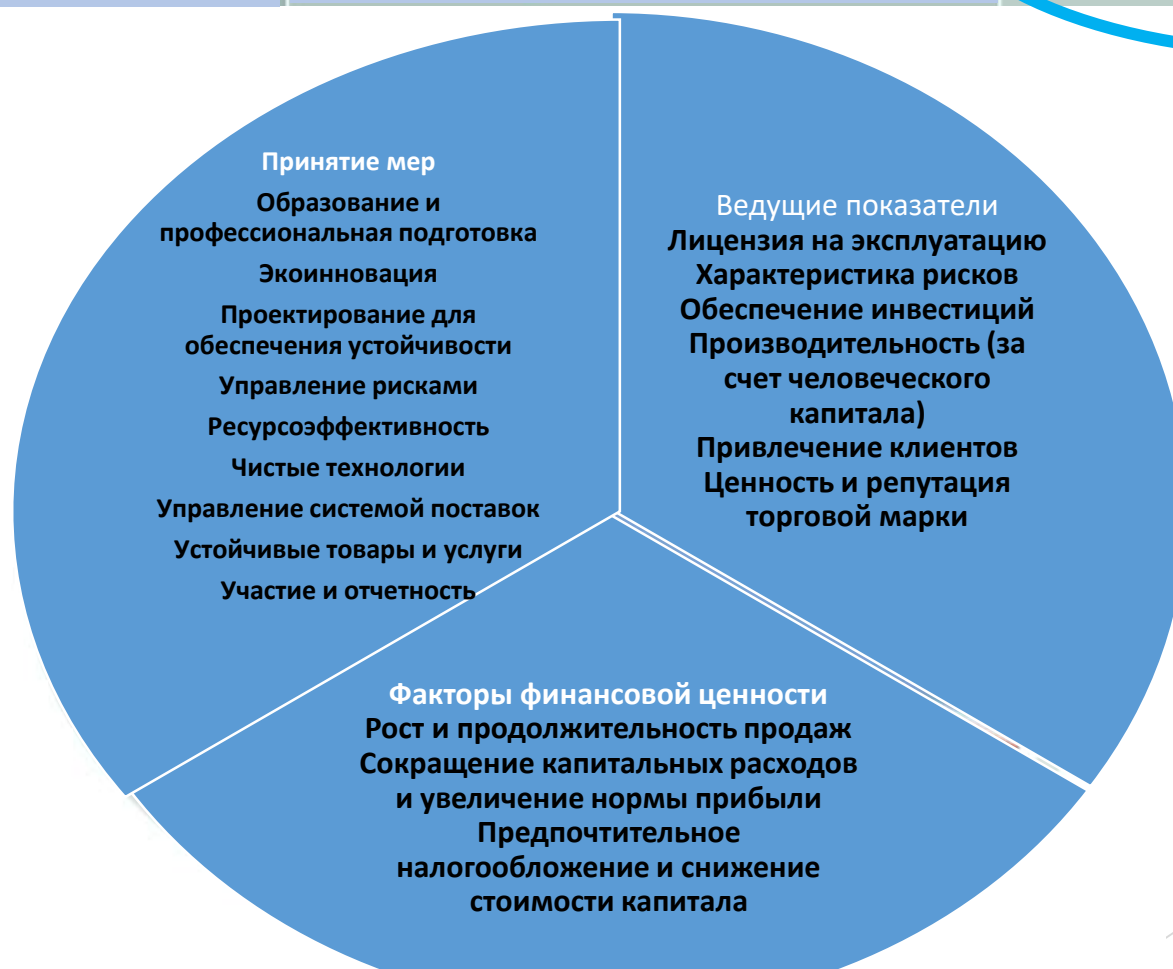 Принятие мер
Образование и
профессиональная подготовка
Экоинновация
Проектирование для
обеспечения устойчивости
Управление рисками
Ресурсоэффективность
Чистые технологии
Управление системой поставок
Устойчивые товары и услуги
Участие и отчетность
Ведущие показатели
Лицензия на эксплуатацию
Характеристика рисков
Обеспечение инвестиций
Производительность (за
счет человеческого
капитала)
Привлечение клиентов
Ценность и репутация
торговой марки
Факторы финансовой ценности
Рост и продолжительность продаж
Сокращение капитальных расходов
и увеличение нормы прибыли
Предпочтительное
налогообложение и снижение
стоимости капитала